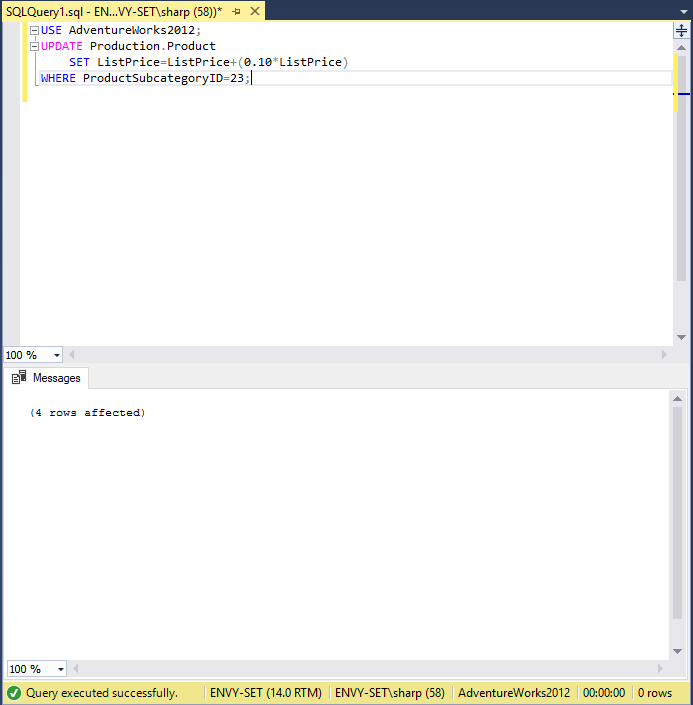 SQLQuery1.sql - EN...VY-SET\sharp (58))*
USE AdventureWorks2012;
UPDATE Production.Product
    SET ListPrice=ListPrice+(0.10*ListPrice)
WHERE ProductSubcategoryID=23;
100 %
Messages
(4 rows affected)
100 %
Query executed successfully. ENVY-SET (14.0 RTM) ENVY-SET\sharp (58) AdventureWorks2012 00:00:00 0 rows